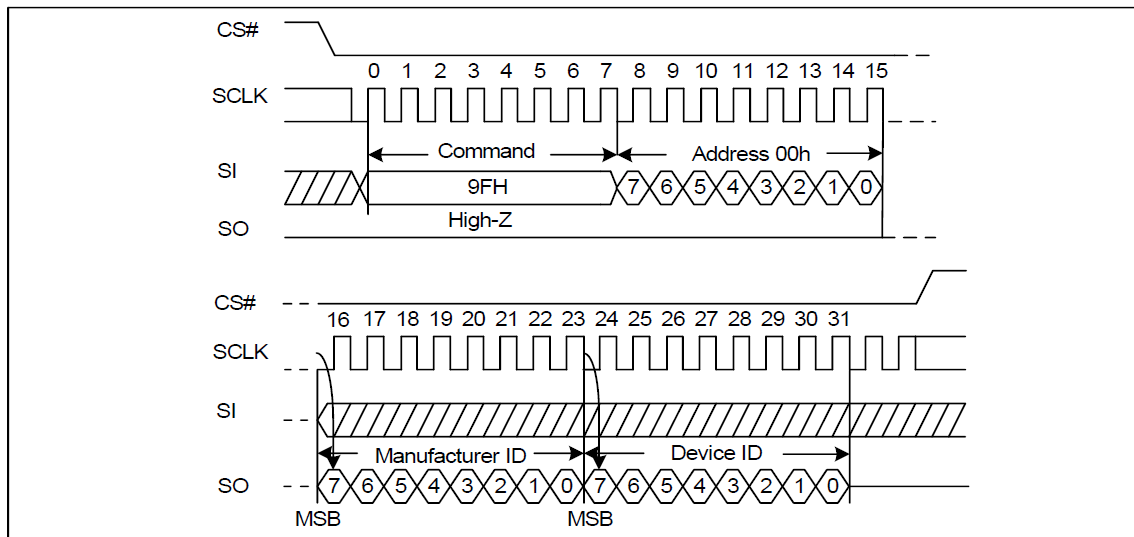 CS#
0 1 2 3 4 5 6 7 8 9 10 11 12 13 14 15
SCLK
Command Address 00h
SI
9FH 7 6 5 4 3 2 1 0
High-Z
SO
CS#
16 17 18 19 20 21 22 23 24 25 26 27 28 29 30 31
SCLK
SI
Manufacturer ID Device ID
SO 7 6 5 4 3 2 1 0 7 6 5 4 3 2 1 0
MSB MSB